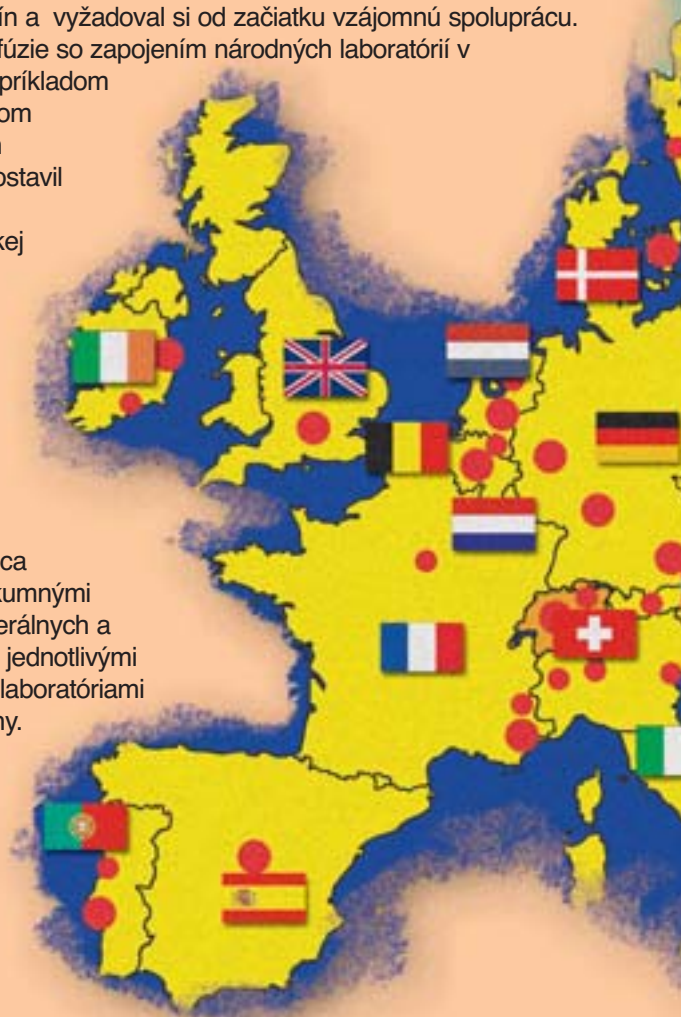 ín a vyžadoval si od začiatku vzájomnú spoluprácu.
fúzie so zapojením národných laboratórií v
príkladom
om
ostavil
kej
ca
kumnými
erálnych a
jednotlivými
laboratóriami
ny.